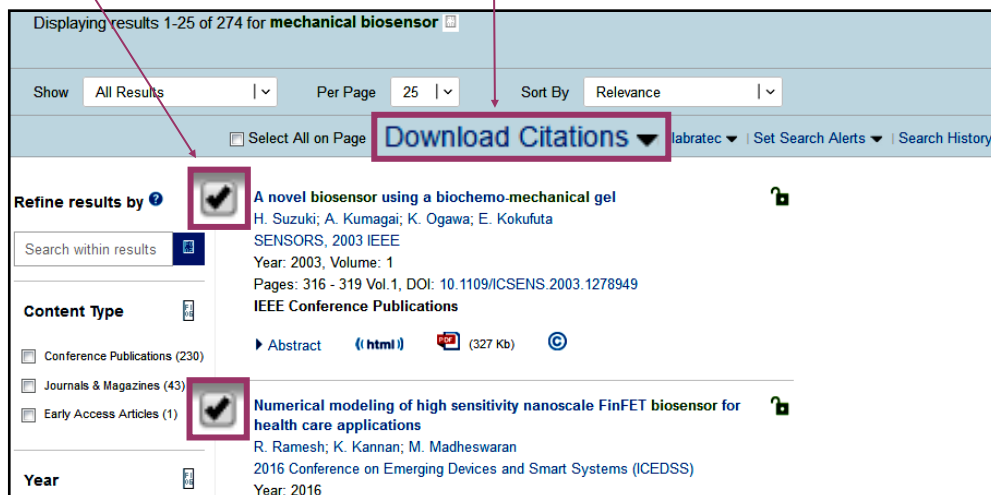 Displaying results 1-25 of 274 for mechanical biosensor
Show All Results Per Page 25 Sort By Relevance
Select All on Page Download Citations labratec | Set Search Alerts | Search History
Refine results by ?
Search within results
A novel biosensor using a biochemo-mechanical gel
H. Suzuki; A. Kumagai; K. Ogawa; E. Kokufuta
SENSORS, 2003 IEEE
Year: 2003, Volume: 1
Pages: 316 - 319 Vol.1, DOI: 10.1109/ICSENS.2003.1278949
IEEE Conference Publications
Abstract ((html)) PDF (327 Kb) ©
Content Type
Conference Publications (230)
Journals & Magazines (43)
Early Access Articles (1)
Numerical modeling of high sensitivity nanoscale FinFET biosensor for
health care applications
R. Ramesh; K. Kannan; M. Madheswaran
2016 Conference on Emerging Devices and Smart Systems (ICEDSS)
Year: 2016
Year